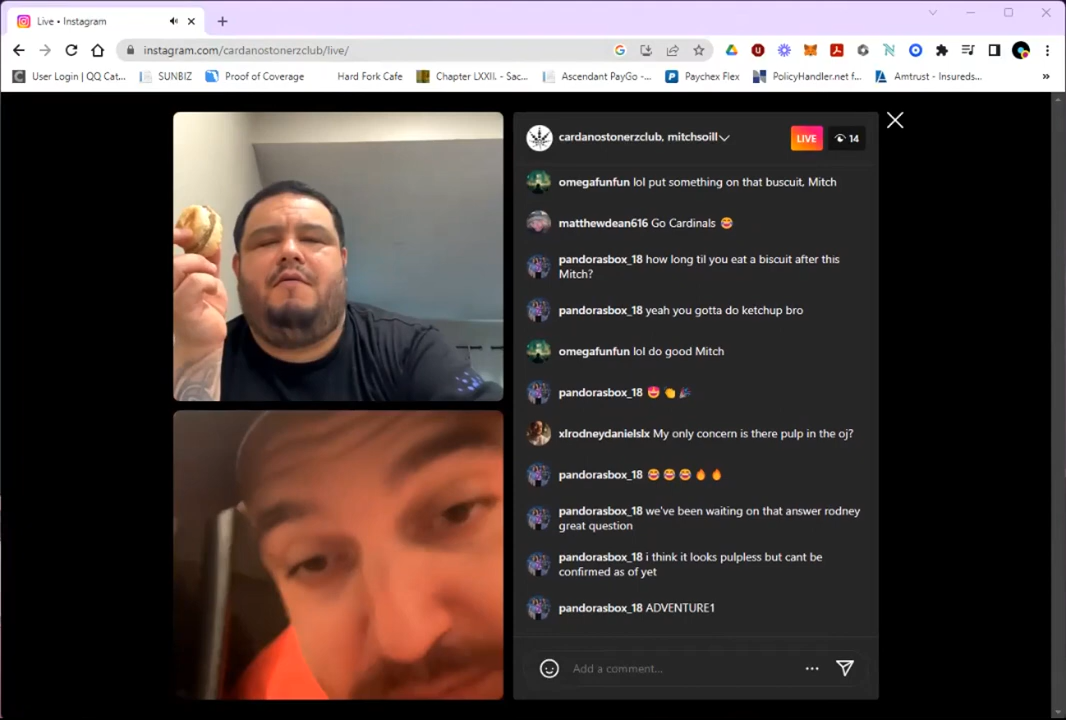 Live • Instagram
instagram.com/cardanostonerzclub/live/
User Login | QQ Cat...
SUNBIZ
Proof of Coverage
Hard Fork Cafe
Chapter LXXII. - Sac...
Ascendant PayGo -...
Paychex Flex
PolicyHandler.net f...
Amtrust - Insureds...
»
cardanostonerzclub, mitchsoill
LIVE
14
omegafunfun lol put something on that buscuit, Mitch
matthewdean616 Go Cardinals 😂
pandorasbox_18 how long til you eat a biscuit after this
Mitch?
pandorasbox_18 yeah you gotta do ketchup bro
omegafunfun lol do good Mitch
pandorasbox_18 😍 👏 🎉
xlrodneydanielslx My only concern is there pulp in the oj?
pandorasbox_18 😂 😂 😂 🔥 🔥
pandorasbox_18 we've been waiting on that answer rodney
great question
pandorasbox_18 i think it looks pulpless but cant be
confirmed as of yet
pandorasbox_18 ADVENTURE1
Add a comment...